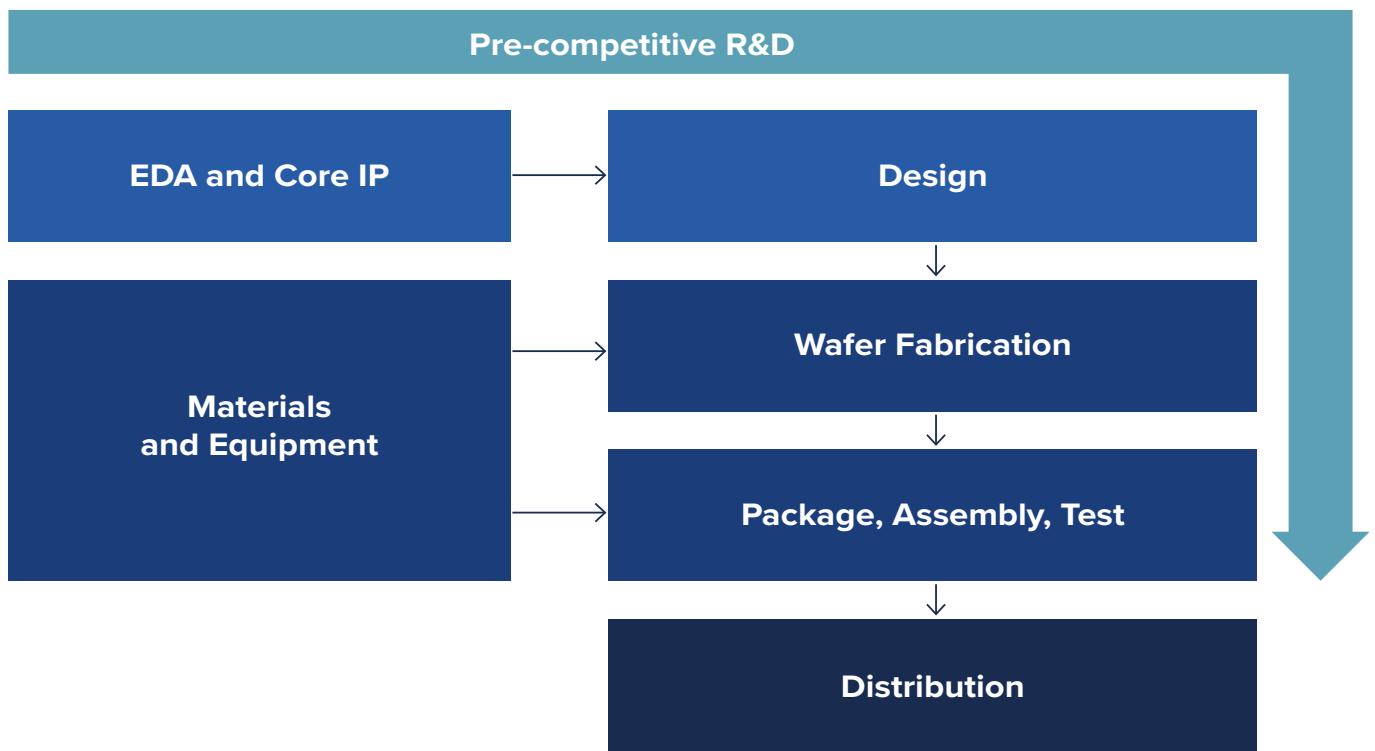 Pre-competitive R&D
EDA and Core IP
Design
Materials
and Equipment
Wafer Fabrication
Package, Assembly, Test
Distribution